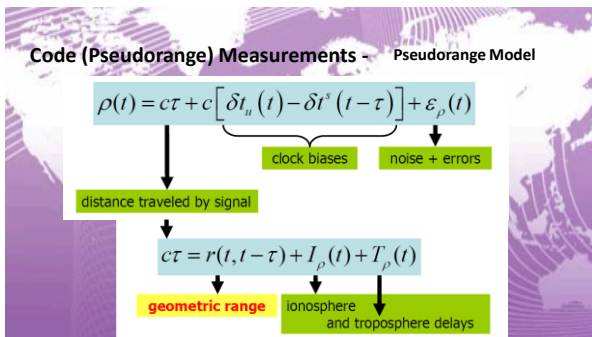 Code (Pseudorange) Measurements - Pseudorange Model
ρ(t) = cτ + c[δt_u(t) − δt^s(t − τ)] + ε_ρ(t)
clock biases noise + errors
distance traveled by signal
cτ = r(t, t − τ) + I_ρ(t) + T_ρ(t)
geometric range ionosphere
and troposphere delays